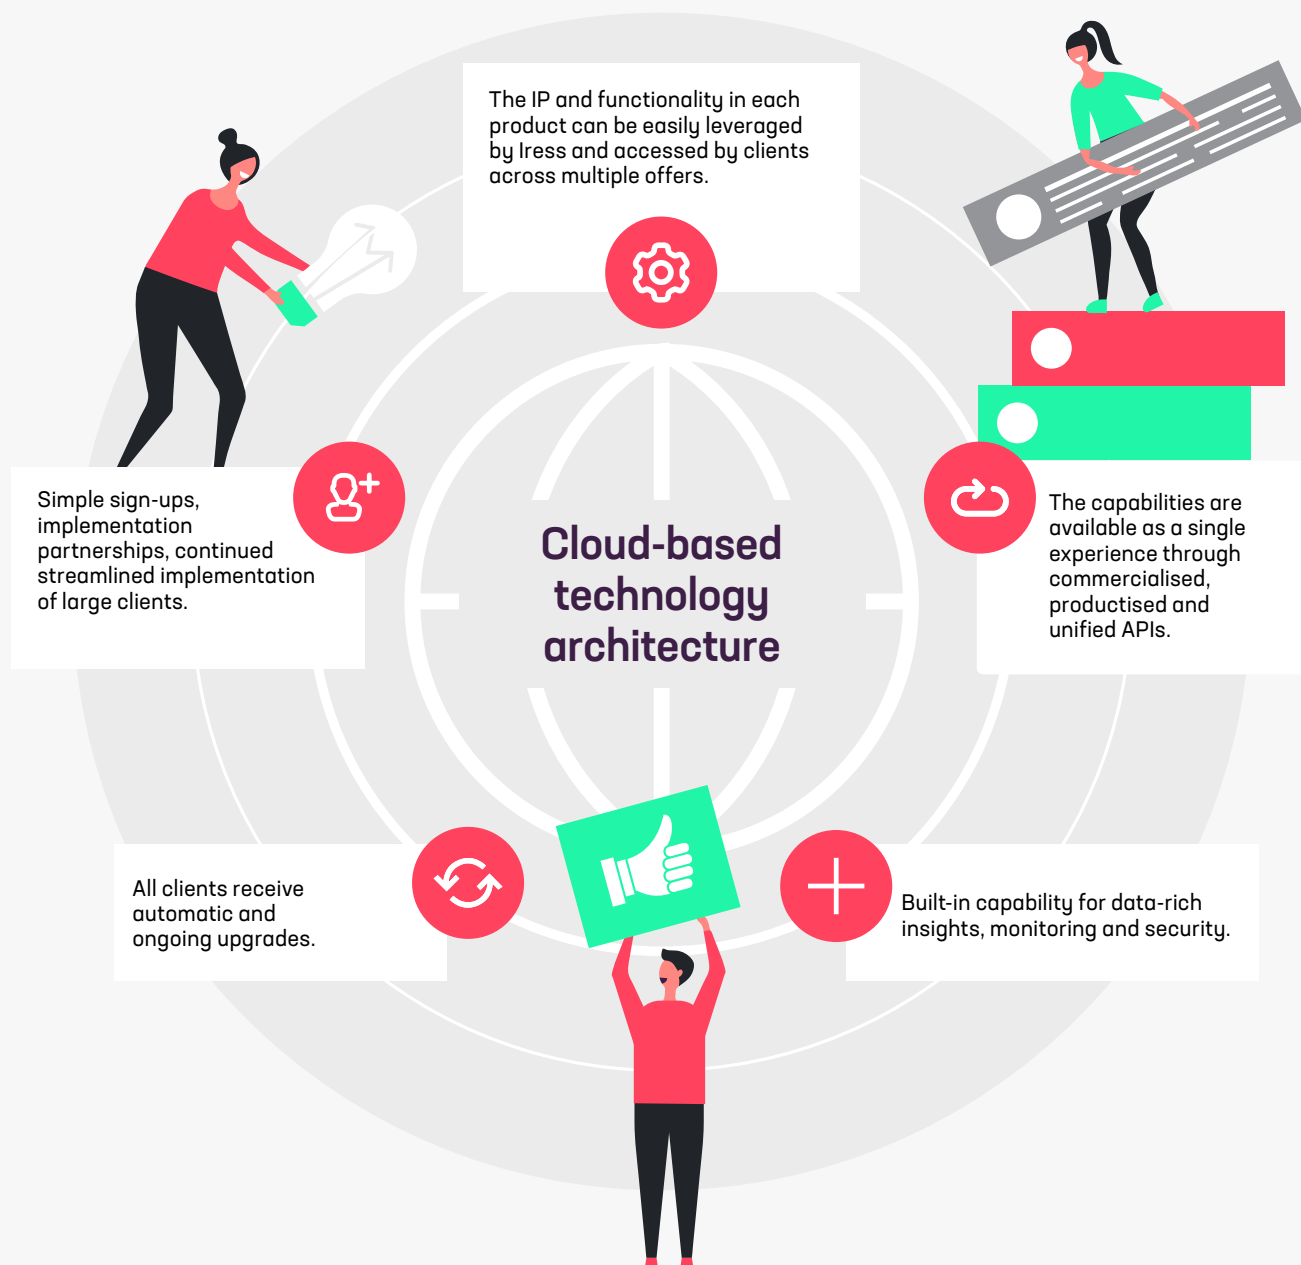 The IP and functionality in each
product can be easily leveraged
by Iress and accessed by clients
across multiple offers.
Simple sign-ups,
implementation
partnerships, continued
streamlined implementation
of large clients.
Cloud-based
technology
architecture
The capabilities are
available as a single
experience through
commercialised,
productised and
unified APIs.
All clients receive
automatic and
ongoing upgrades.
Built-in capability for data-rich
insights, monitoring and security.